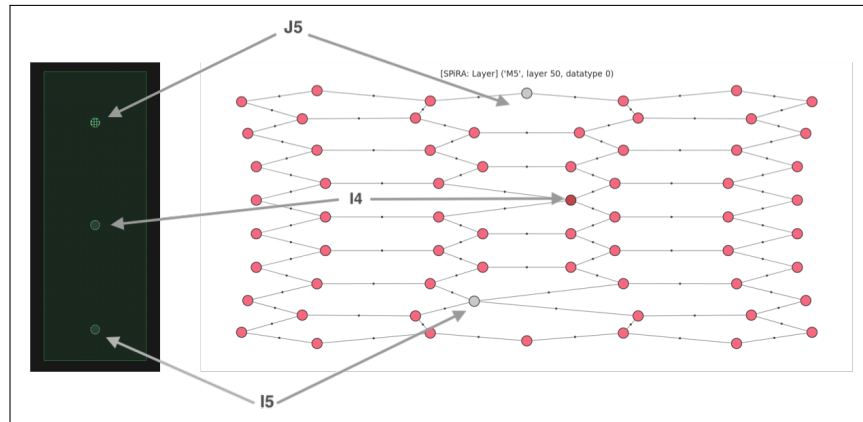 J5
[SPiRA: Layer] ('M5', layer 50, datatype 0)
I4
I5